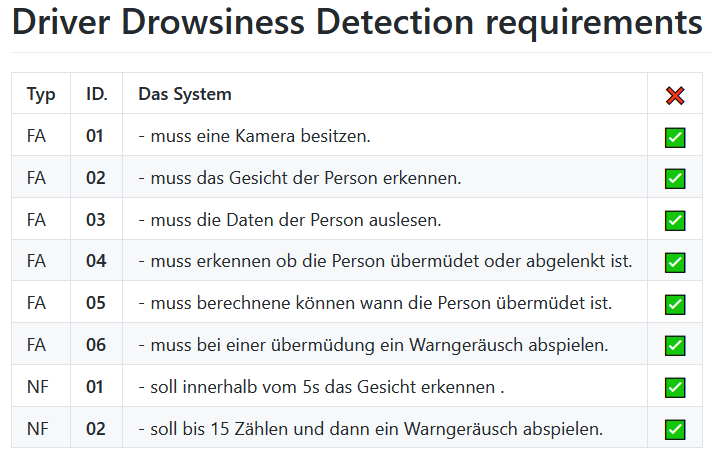 Driver Drowsiness Detection requirements
Typ ID. Das System ❌
FA 01 - muss eine Kamera besitzen. ✅
FA 02 - muss das Gesicht der Person erkennen. ✅
FA 03 - muss die Daten der Person auslesen. ✅
FA 04 - muss erkennen ob die Person übermüdet oder abgelenkt ist. ✅
FA 05 - muss berechnene können wann die Person übermüdet ist. ✅
FA 06 - muss bei einer übermüdung ein Warngeräusch abspielen. ✅
NF 01 - soll innerhalb vom 5s das Gesicht erkennen . ✅
NF 02 - soll bis 15 Zählen und dann ein Warngeräusch abspielen. ✅